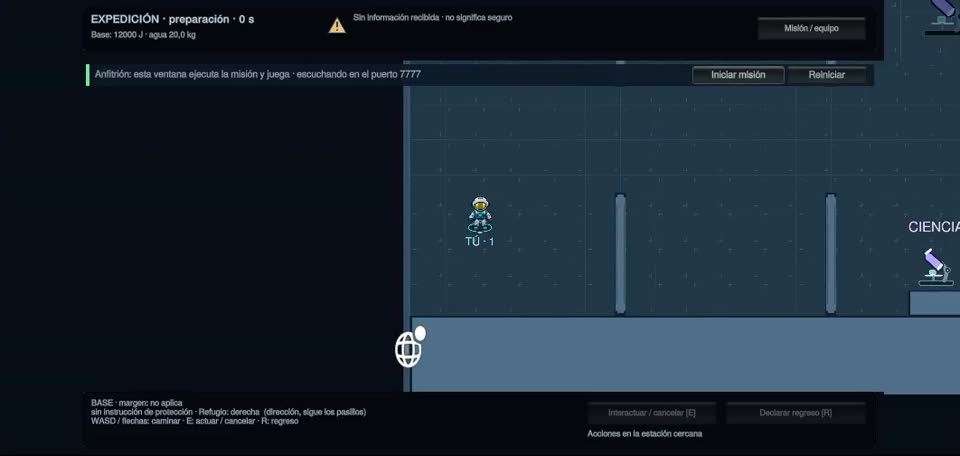 EXPEDICIÓN · preparación · 0 s
Base: 12000 J · agua 20,0 kg
Sin información recibida · no significa seguro
Misión / equipo
Anfitrión: esta ventana ejecuta la misión y juega · escuchando en el puerto 7777
Iniciar misión
Reiniciar
CIENCIA
TÚ · 1
BASE · margen: no aplica
sin instrucción de protección · Refugio: derecha (dirección, sigue los pasillos)
WASD / flechas: caminar · E: actuar / cancelar · R: regreso
Interactuar / cancelar [E]
Declarar regreso [R]
Acciones en la estación cercana